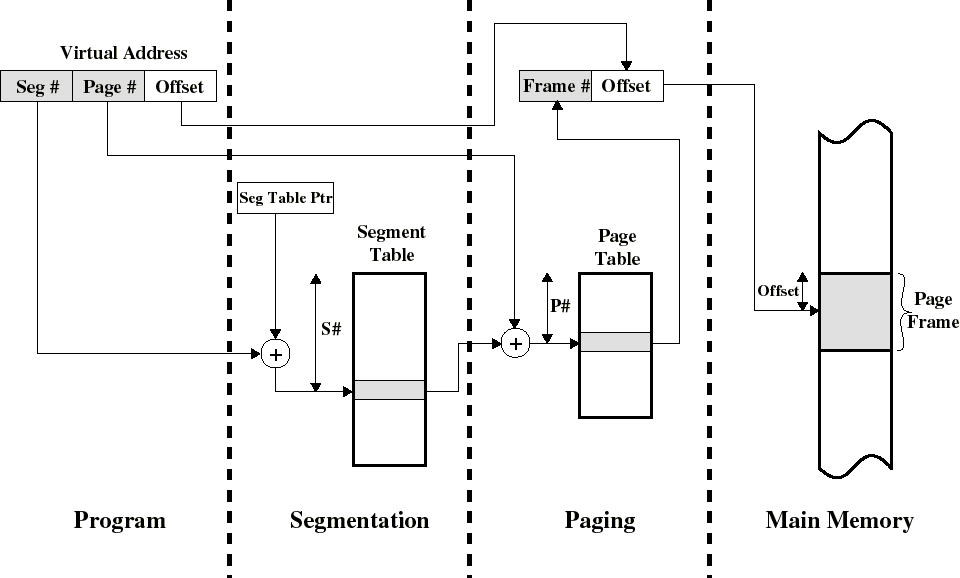 Virtual Address
Seg #
Page #
Offset
Frame #
Offset
Seg Table Ptr
Segment
Table
Page
Table
S#
P#
Offset
Page
Frame
+
+
Program
Segmentation
Paging
Main Memory